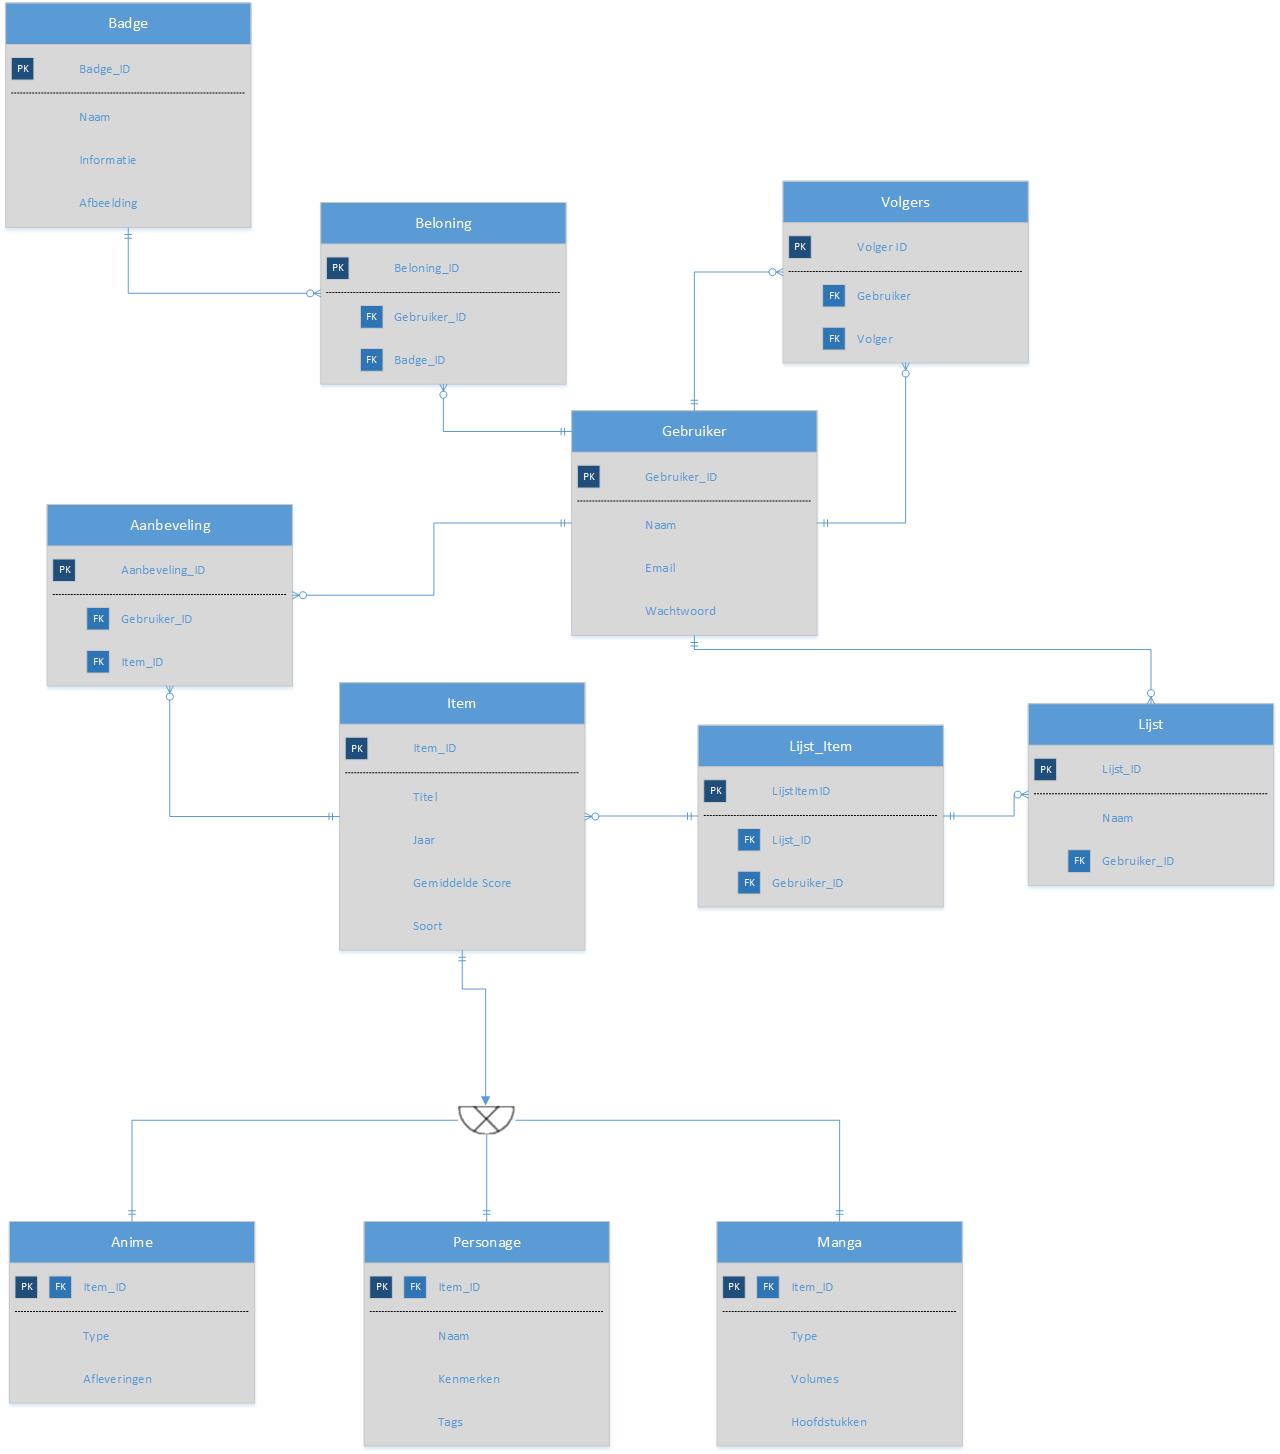 Badge
PK Badge_ID
Naam
Informatie
Afbeelding
Beloning
PK Beloning_ID
FK Gebruiker_ID
FK Badge_ID
Volgers
PK Volger ID
FK Gebruiker
FK Volger
Gebruiker
PK Gebruiker_ID
Naam
Email
Wachtwoord
Aanbeveling
PK Aanbeveling_ID
FK Gebruiker_ID
FK Item_ID
Item
PK Item_ID
Titel
Jaar
Gemiddelde Score
Soort
Lijst_Item
PK LijstItemID
FK Lijst_ID
FK Gebruiker_ID
Lijst
PK Lijst_ID
Naam
FK Gebruiker_ID
Anime
PK FK Item_ID
Type
Afleveringen
Personage
PK FK Item_ID
Naam
Kenmerken
Tags
Manga
PK FK Item_ID
Type
Volumes
Hoofdstukken